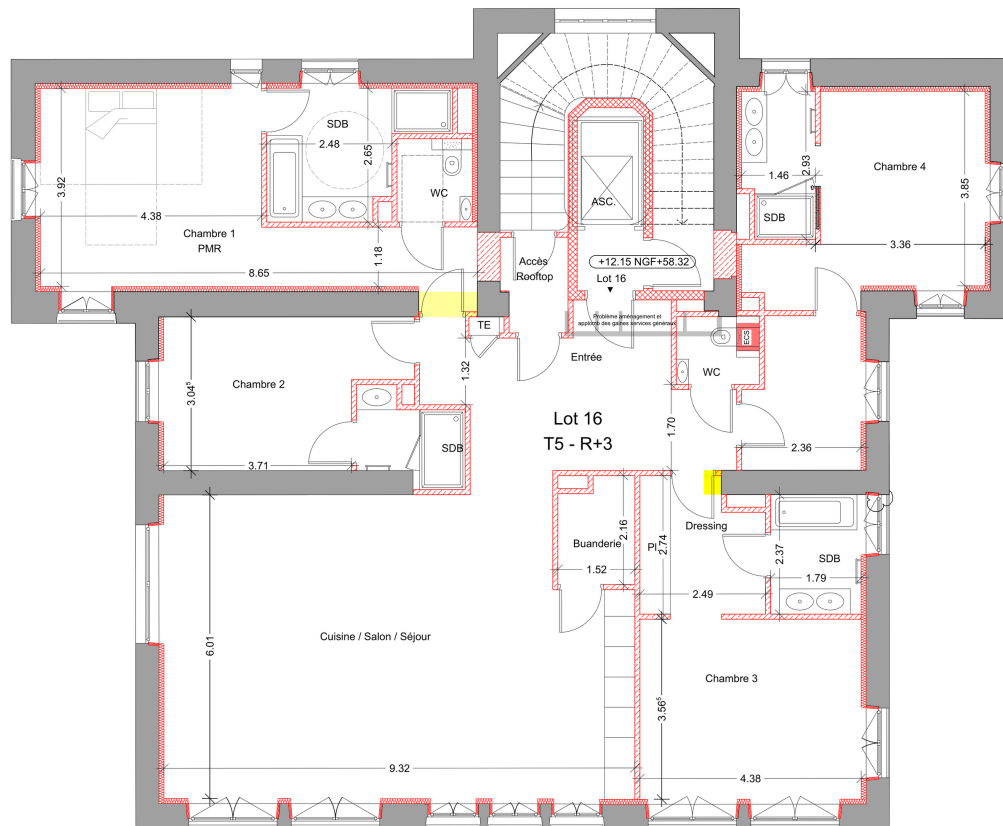 SDB
2.48
2.65
WC
3.92
4.38
Chambre 1
PMR
1.18
8.65
ASC.
Accès
Rooftop
+12.15 NGF+58.32
Lot 16
1.46
2.93
SDB
Chambre 4
3.85
3.36
TE
Problème aménagement et
applomb des gaines services généraux
Entrée
ECS
WC
Chambre 2
3.04⁵
3.71
1.32
SDB
Lot 16
T5 - R+3
1.70
2.36
Buanderie
2.16
1.52
Pl.
2.74
Dressing
2.49
SDB
2.37
1.79
Cuisine / Salon / Séjour
6.01
9.32
Chambre 3
3.56⁵
4.38